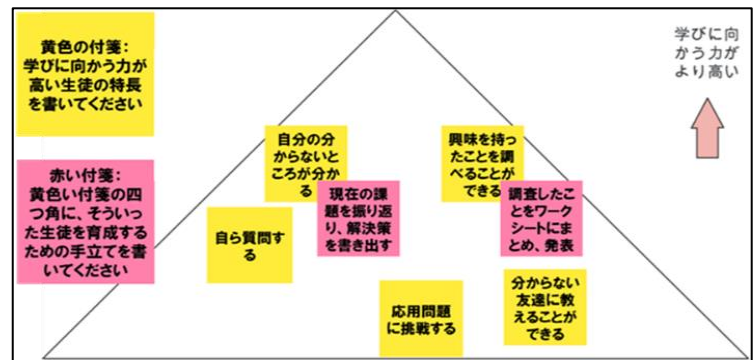 黄色の付箋：
学びに向かう力が
高い生徒の特長
を書いてください
赤い付箋：
黄色い付箋の四
つ角に、そういっ
た生徒を育成する
ための手立てを書
いてください
学びに向
かう力が
より高い
自分の分
からないと
ころが分か
る
興味を持っ
たことを調
べることが
できる
現在の課
題を振り返
り、解決策
を書き出す
調査したこ
とをワーク
シートにま
とめ、発表
自ら質問す
る
応用問題
に挑戦する
分からない
友達に教
えることが
できる